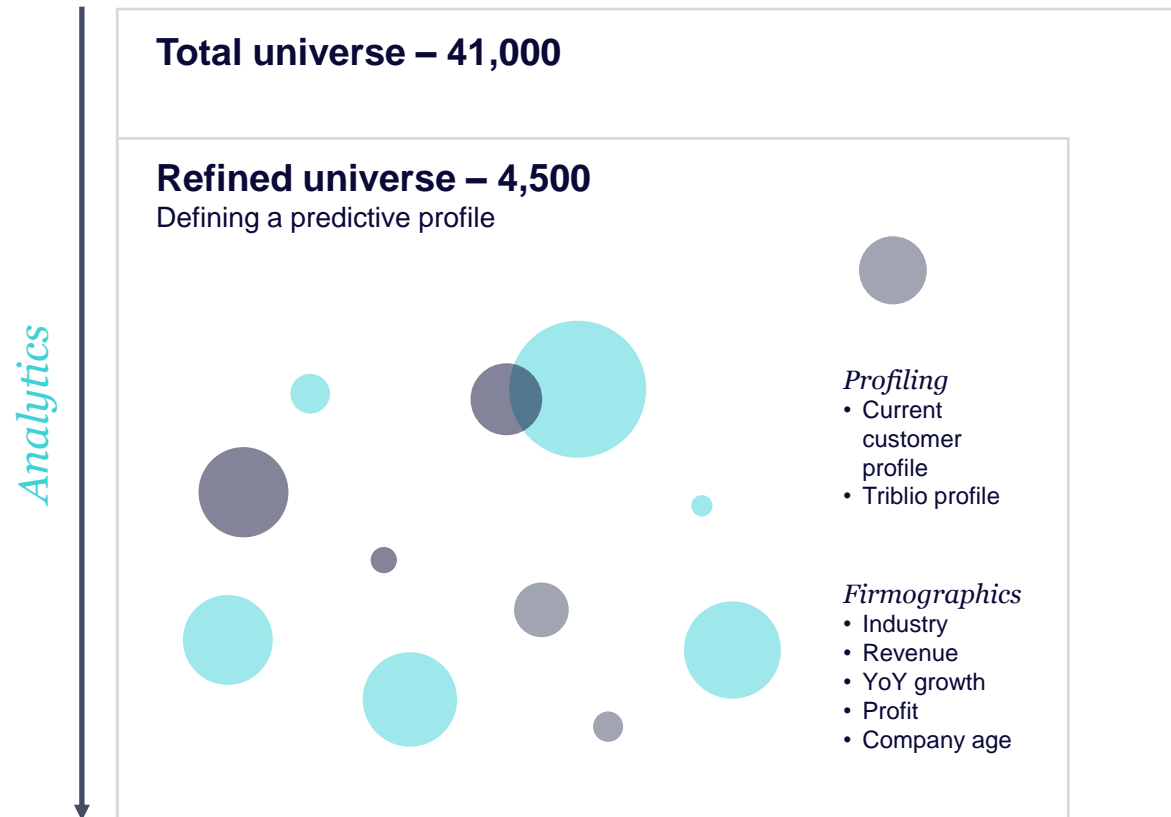 Total universe – 41,000
Refined universe – 4,500
Defining a predictive profile
Analytics
Profiling
• Current
customer
profile
• Triblio profile
Firmographics
• Industry
• Revenue
• YoY growth
• Profit
• Company age